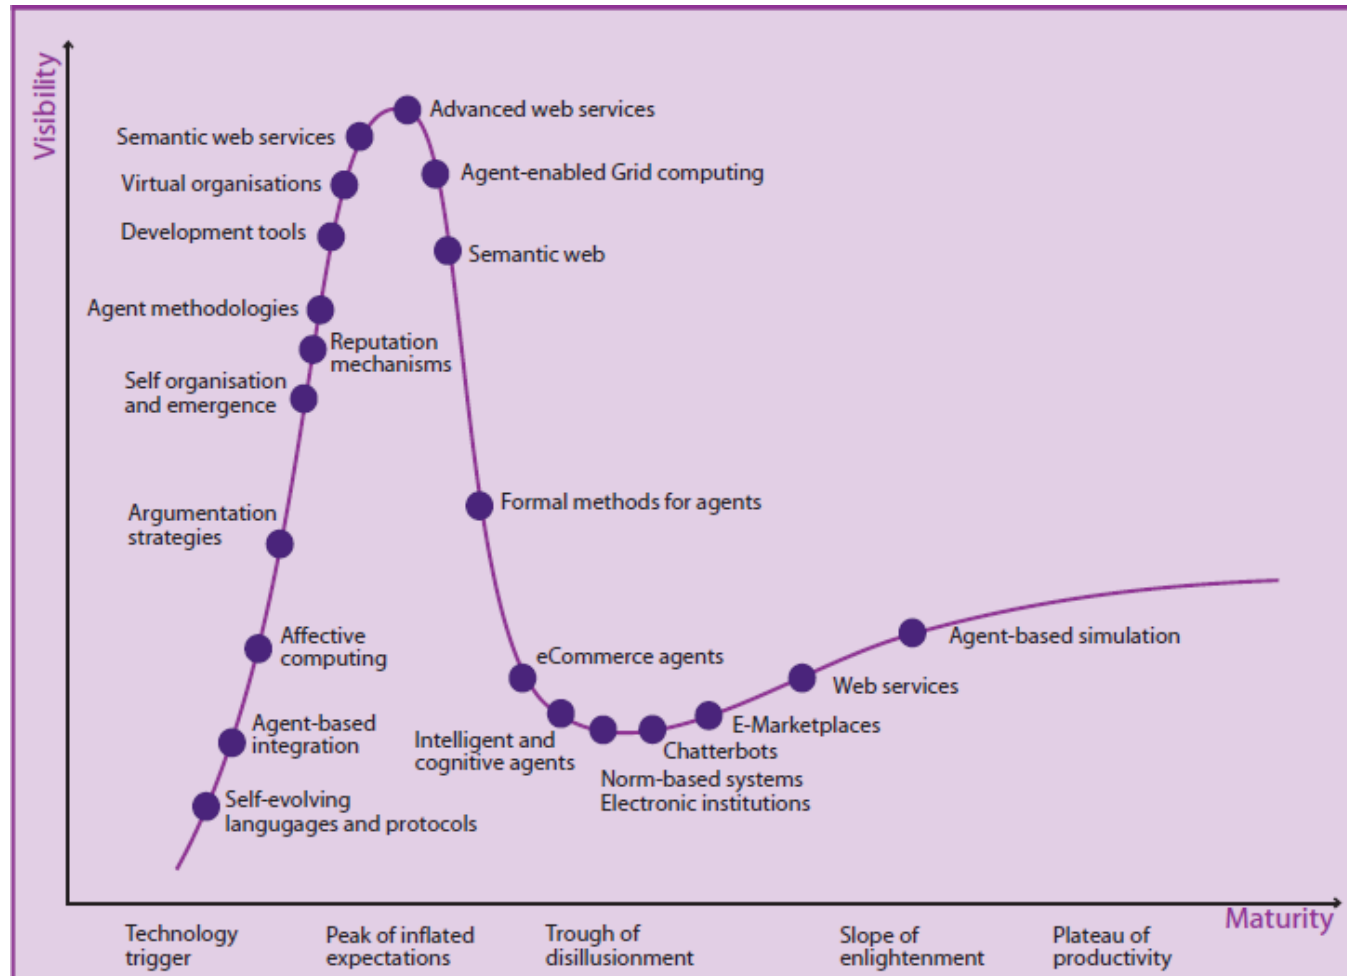 Visibility
Advanced web services
Semantic web services
Agent-enabled Grid computing
Virtual organisations
Development tools
Semantic web
Agent methodologies
Reputation
mechanisms
Self organisation
and emergence
Formal methods for agents
Argumentation
strategies
Affective
computing
eCommerce agents
Agent-based simulation
Web services
Agent-based
integration
E-Marketplaces
Intelligent and
cognitive agents
Chatterbots
Norm-based systems
Electronic institutions
Self-evolving
langugages and protocols
Maturity
Technology
trigger
Peak of inflated
expectations
Trough of
disillusionment
Slope of
enlightenment
Plateau of
productivity